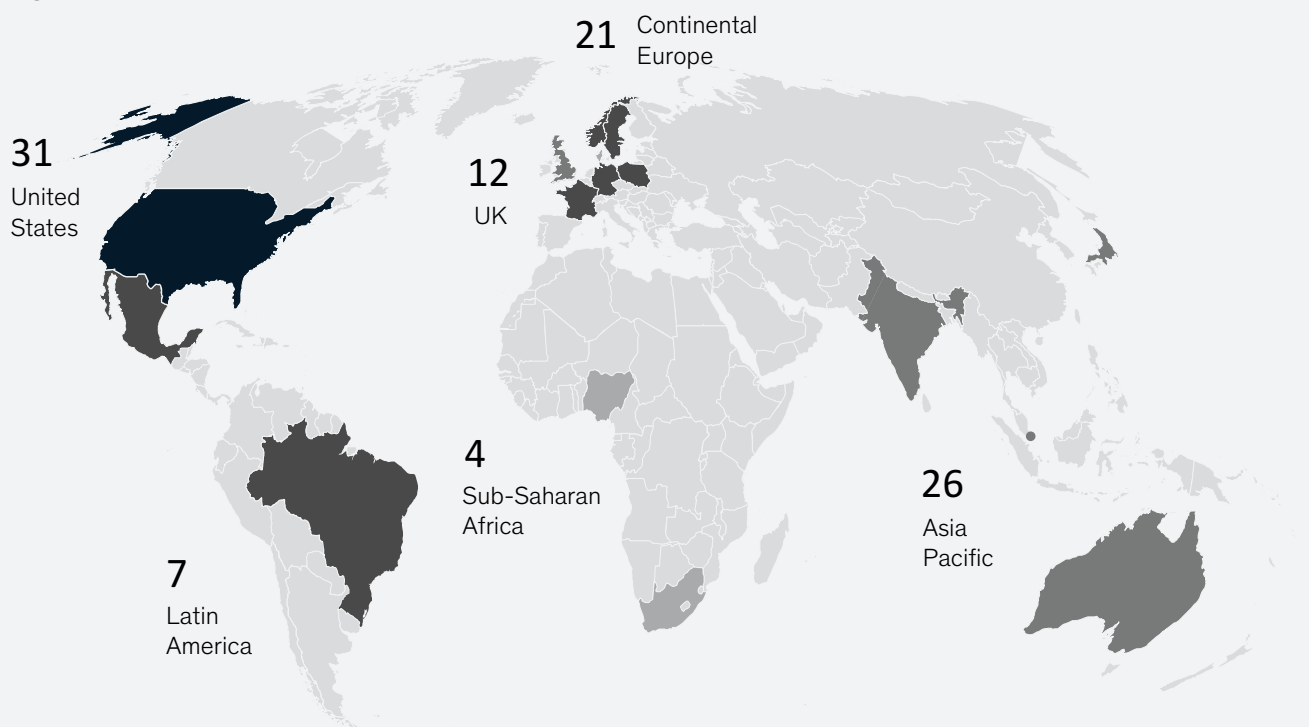 21
Continental
Europe
31
United
States
12
UK
4
Sub-Saharan
Africa
26
Asia
Pacific
7
Latin
America